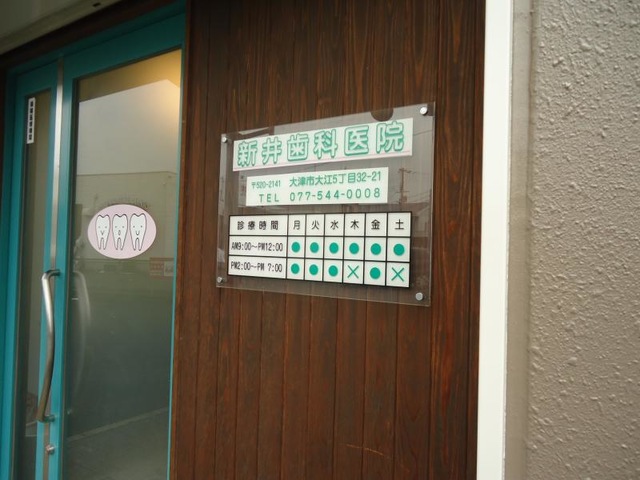 新井歯科医院
〒520-2141 大津市大江5丁目32-21
TEL 077-544-0008
診療時間 月 火 水 木 金 土
AM9:00～PM12:00 ● ● ● ● ● ●
PM2:00～PM 7:00 ● ● ● × ● ×